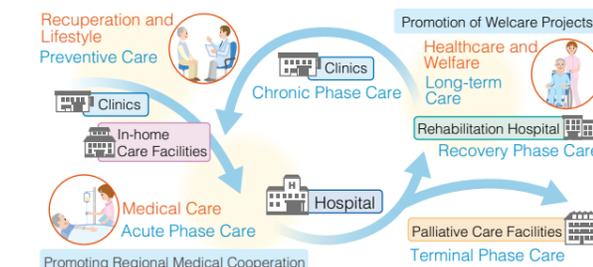 Recuperation and
Lifestyle
Preventive Care
Clinics
In-home
Care Facilities
Medical Care
Acute Phase Care
Promoting Regional Medical Cooperation
Clinics
Chronic Phase Care
Hospital
Promotion of Welcare Projects
Healthcare and
Welfare
Long-term
Care
Rehabilitation Hospital
Recovery Phase Care
Palliative Care Facilities
Terminal Phase Care